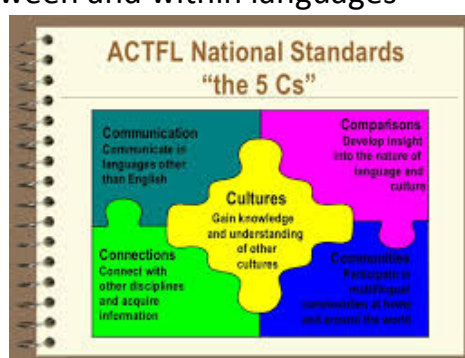 ween and within languages
ACTFL National Standards
“the 5 Cs”
Communication
Communicate in
languages other
than English
Comparisons
Develop insight
into the nature of
language and
culture
Cultures
Gain knowledge
and understanding
of other
cultures
Connections
Connect with
other disciplines
and acquire
information
Communities
Participate in
multilingual
communities at home
and around the world